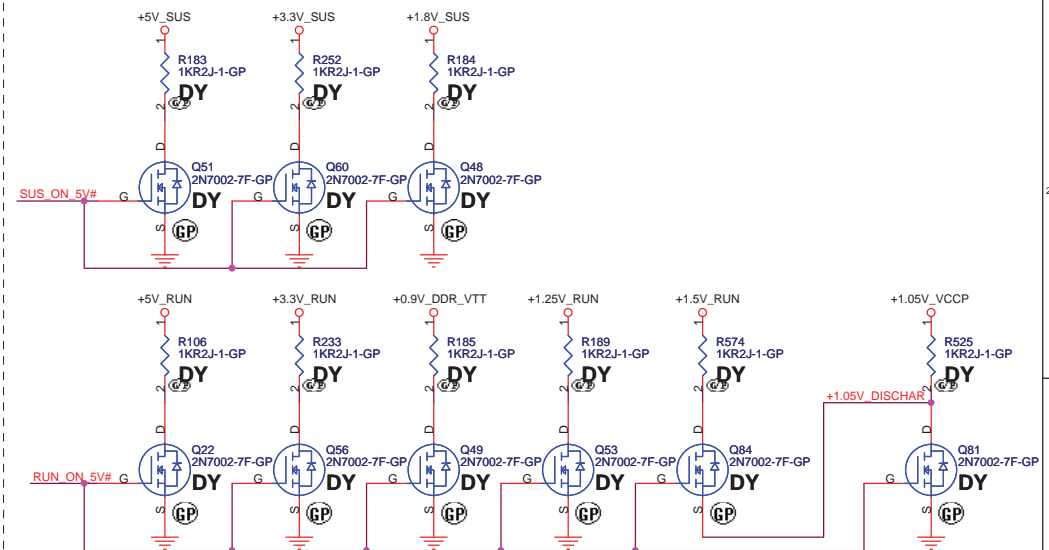 +5V_SUS
+3.3V_SUS
+1.8V_SUS
1
1
1
R183
1KR2J-1-GP
DY
R252
1KR2J-1-GP
DY
R184
1KR2J-1-GP
DY
2
2
2
D
D
D
Q51
2N7002-7F-GP
DY
Q60
2N7002-7F-GP
DY
Q48
2N7002-7F-GP
DY
SUS_ON_5V#
G
G
G
S
GP
S
GP
S
GP
+5V_RUN
+3.3V_RUN
+0.9V_DDR_VTT
+1.25V_RUN
+1.5V_RUN
+1.05V_VCCP
1
1
1
1
1
1
R106
1KR2J-1-GP
DY
R233
1KR2J-1-GP
DY
R185
1KR2J-1-GP
DY
R189
1KR2J-1-GP
DY
R574
1KR2J-1-GP
DY
R525
1KR2J-1-GP
DY
2
2
2
2
2
2
+1.05V_DISCHAR
D
D
D
D
D
D
Q22
2N7002-7F-GP
DY
Q56
2N7002-7F-GP
DY
Q49
2N7002-7F-GP
DY
Q53
2N7002-7F-GP
DY
Q84
2N7002-7F-GP
DY
Q81
2N7002-7F-GP
DY
RUN_ON_5V#
G
G
G
G
G
G
S
GP
S
GP
S
GP
S
GP
S
GP
S
GP